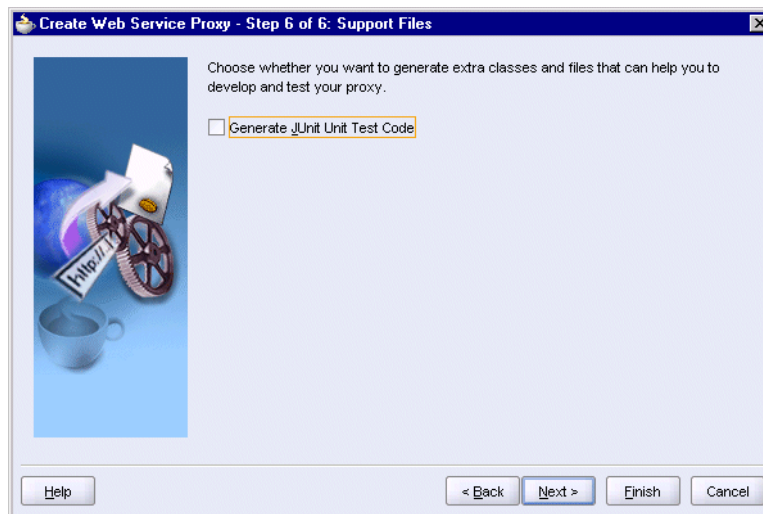 Create Web Service Proxy - Step 6 of 6: Support Files
Choose whether you want to generate extra classes and files that can help you to
develop and test your proxy.
Generate JUnit Unit Test Code
http://.
Help
< Back
Next >
Finish
Cancel